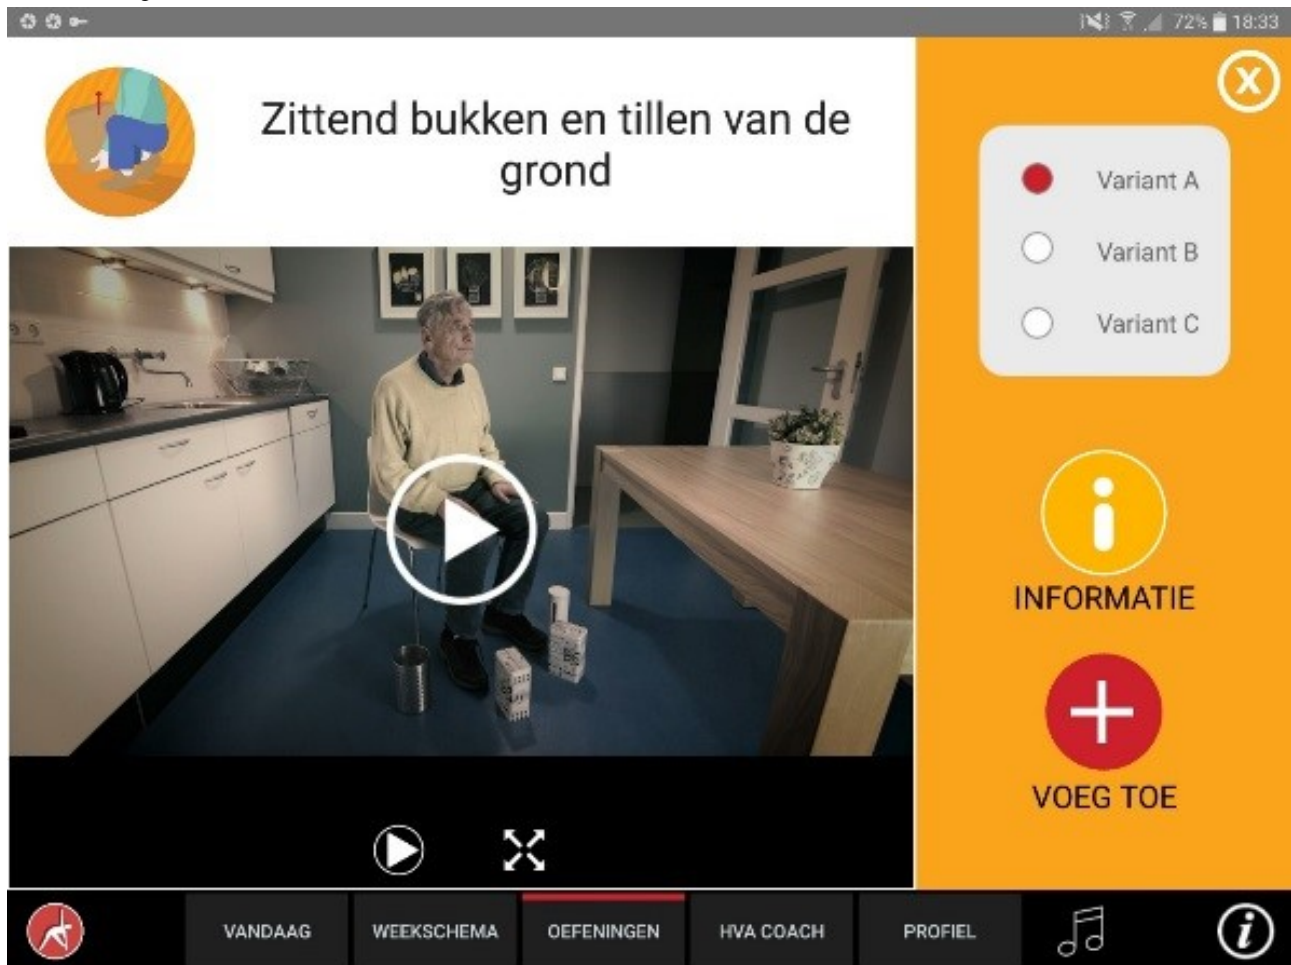 72% 18:33
Zittend bukken en tillen van de
grond
X
Variant A
Variant B
Variant C
INFORMATIE
VOEG TOE
VANDAAG
WEEKSCHEMA
OEFENINGEN
HVA COACH
PROFIEL